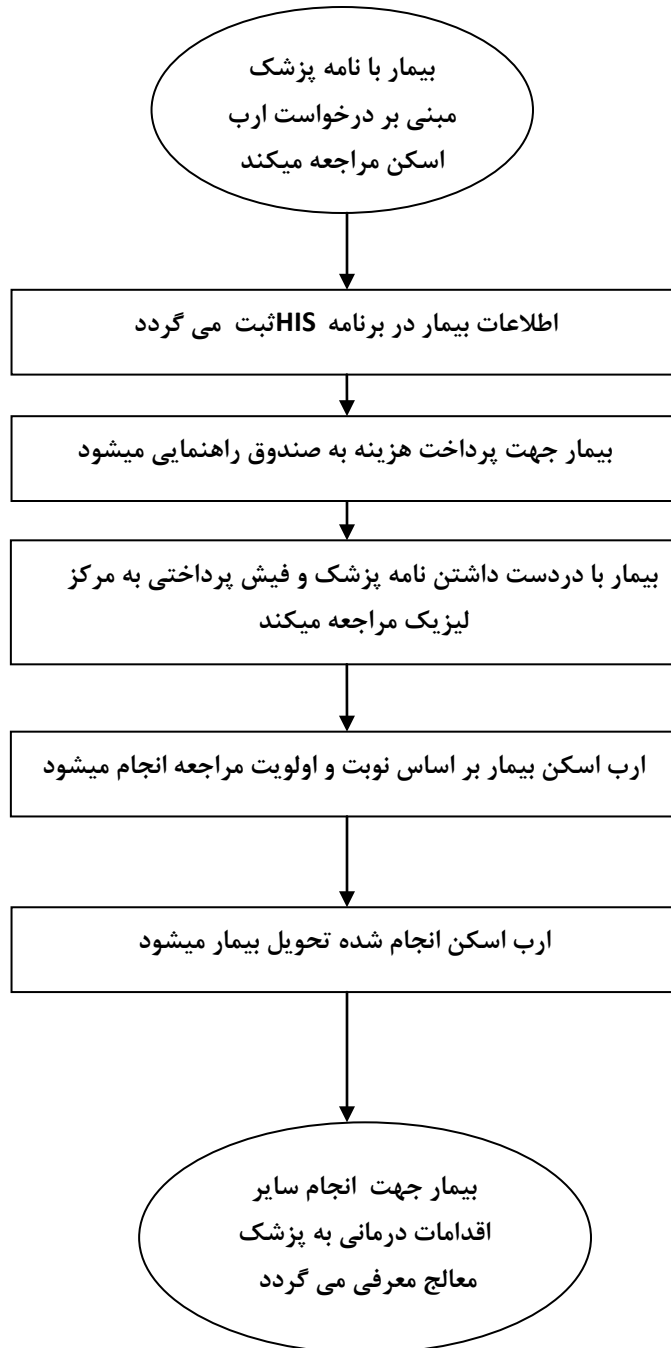 بیمار با نامه پزشک
مبنی بر درخواست ارب
اسکن مراجعه میکند
اطلاعات بیمار در برنامه HISثبت می گردد
بیمار جهت پرداخت هزینه به صندوق راهنمایی میشود
بیمار با دردست داشتن نامه پزشک و فیش پرداختی به مرکز
لیزیک مراجعه میکند
ارب اسکن بیمار بر اساس نوبت و اولویت مراجعه انجام میشود
ارب اسکن انجام شده تحویل بیمار میشود
بیمار جهت انجام سایر
اقدامات درمانی به پزشک
معالج معرفی می گردد